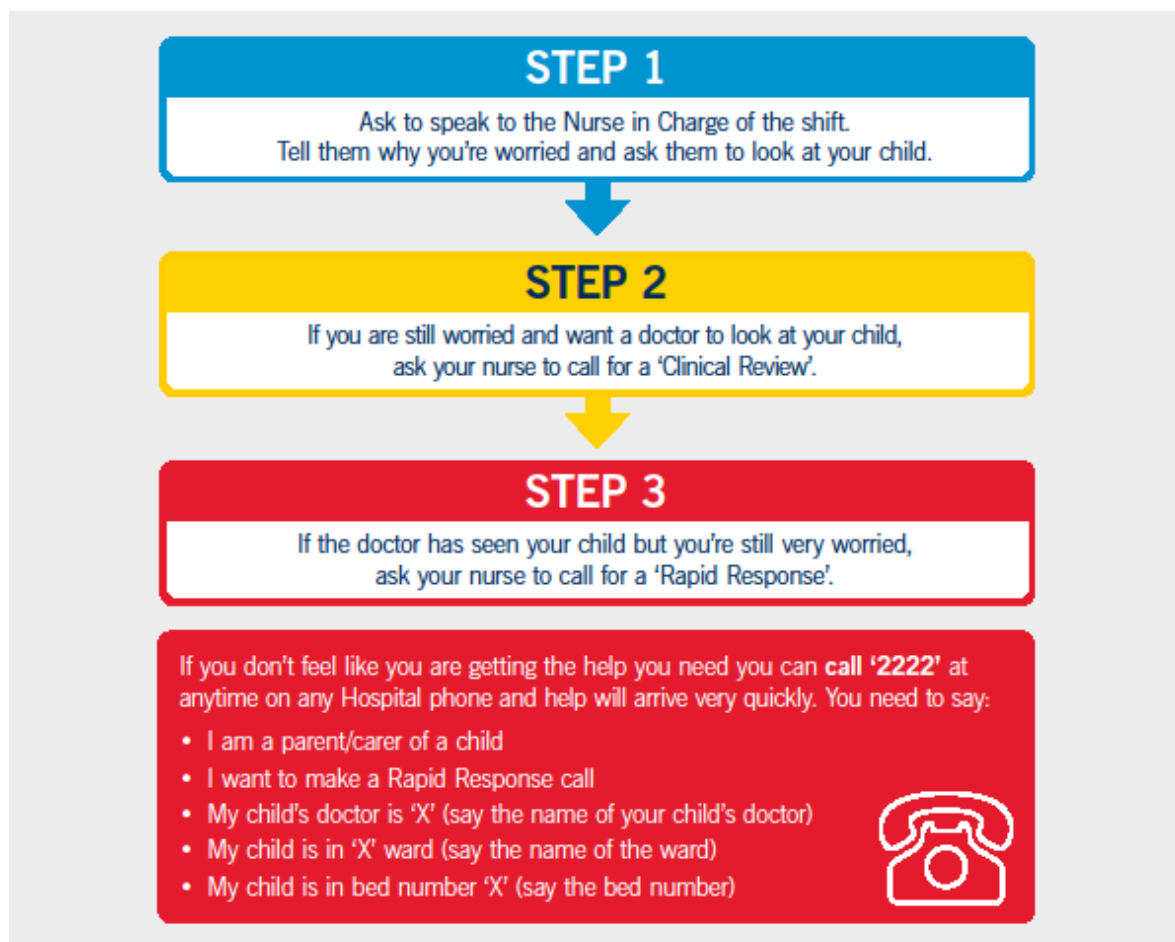 STEP 1
Ask to speak to the Nurse in Charge of the shift.
Tell them why you're worried and ask them to look at your child.
STEP 2
If you are still worried and want a doctor to look at your child,
ask your nurse to call for a ‘Clinical Review’.
STEP 3
If the doctor has seen your child but you're still very worried,
ask your nurse to call for a ‘Rapid Response’.
If you don't feel like you are getting the help you need you can call ‘2222’ at
anytime on any Hospital phone and help will arrive very quickly. You need to say:
• I am a parent/carer of a child
• I want to make a Rapid Response call
• My child's doctor is ‘X’ (say the name of your child's doctor)
• My child is in ‘X’ ward (say the name of the ward)
• My child is in bed number ‘X’ (say the bed number)